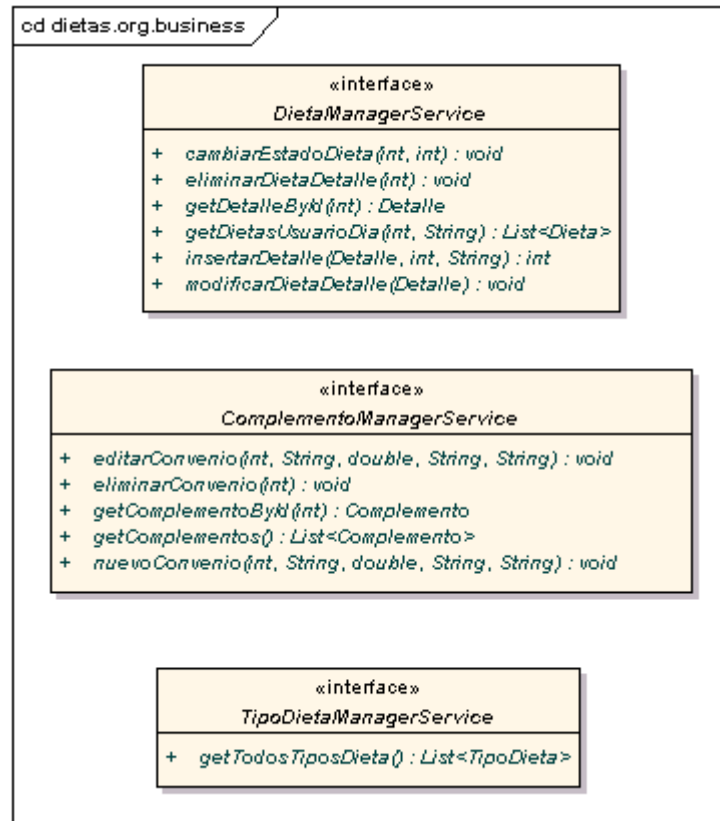 cd dietas.org.business
«interface»
DietaManagerService
+ cambiarEstadoDieta(int, int) : void
+ eliminarDietaDetalle(int) : void
+ getDetalleById(int) : Detalle
+ getDietasUsuarioDia(int, String) : List<Dieta>
+ insertarDetalle(Detalle, int, String) : int
+ modificarDietaDetalle(Detalle) : void
«interface»
ComplementoManagerService
+ editarConvenio(int, String, double, String, String) : void
+ eliminarConvenio(int) : void
+ getComplementoById(int) : Complemento
+ getComplementos() : List<Complemento>
+ nuevoConvenio(int, String, double, String, String) : void
«interface»
TipoDietaManagerService
+ getTodosTiposDieta() : List<TipoDieta>